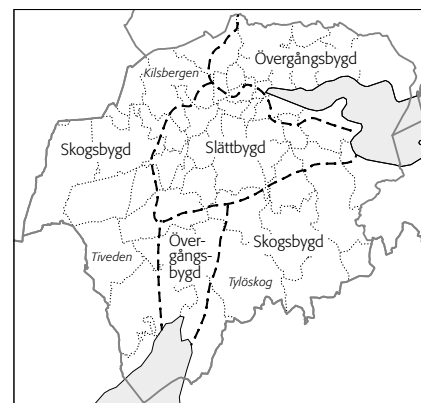 Övergångsbygd
Kilsbergen
Skogsbygd
Slättbygd
Över-
gångs-
bygd
Skogsbygd
Tiveden
Tylöskog